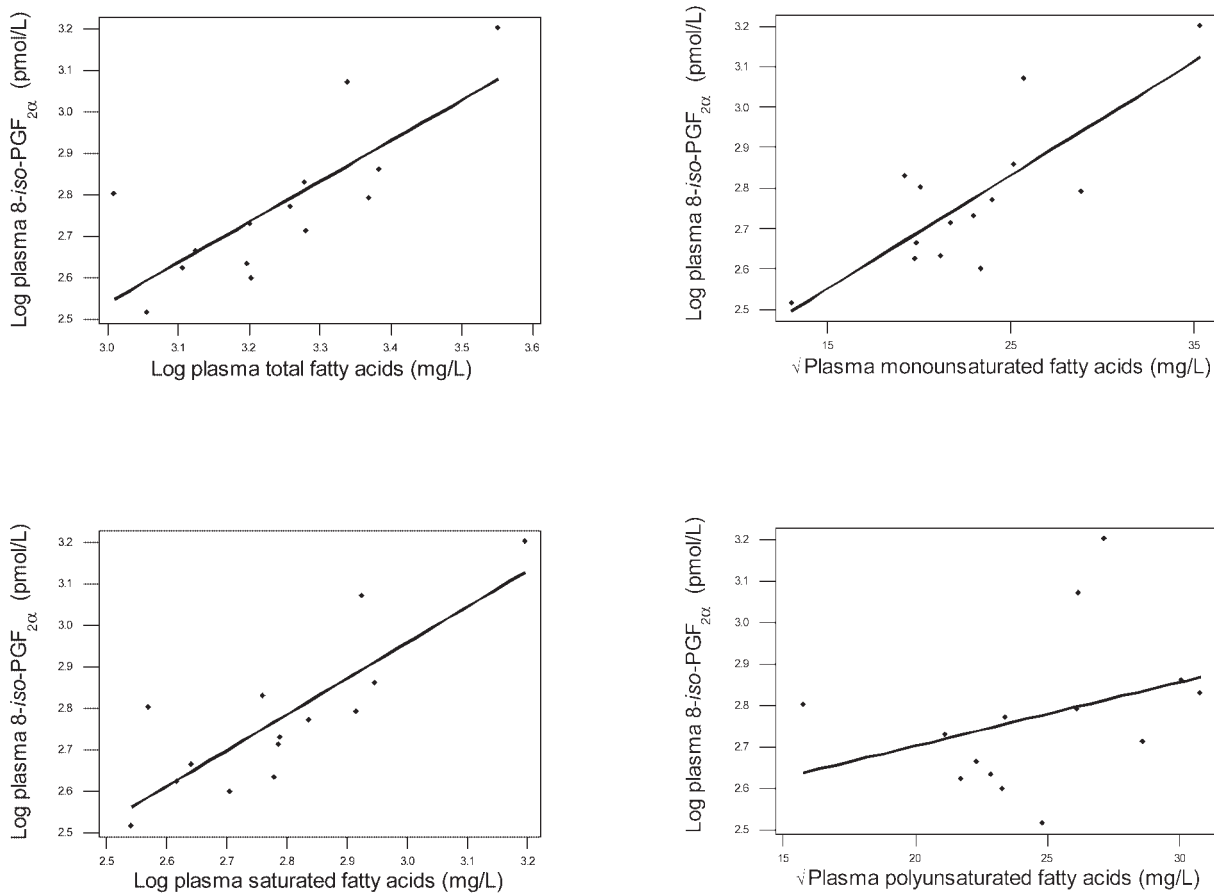 Log plasma 8-iso-PGF2α (pmol/L)
3.2
3.1
3.0
2.9
2.8
2.7
2.6
2.5
3.0 3.1 3.2 3.3 3.4 3.5 3.6
Log plasma total fatty acids (mg/L)
Log plasma 8-iso-PGF2α (pmol/L)
3.2
3.1
3.0
2.9
2.8
2.7
2.6
2.5
15 25 35
√Plasma monounsaturated fatty acids (mg/L)
Log plasma 8-iso-PGF2α (pmol/L)
3.2
3.1
3.0
2.9
2.8
2.7
2.6
2.5
2.5 2.6 2.7 2.8 2.9 3.0 3.1 3.2
Log plasma saturated fatty acids (mg/L)
Log plasma 8-iso-PGF2α (pmol/L)
3.2
3.1
3.0
2.9
2.8
2.7
2.6
2.5
15 20 25 30
√Plasma polyunsaturated fatty acids (mg/L)